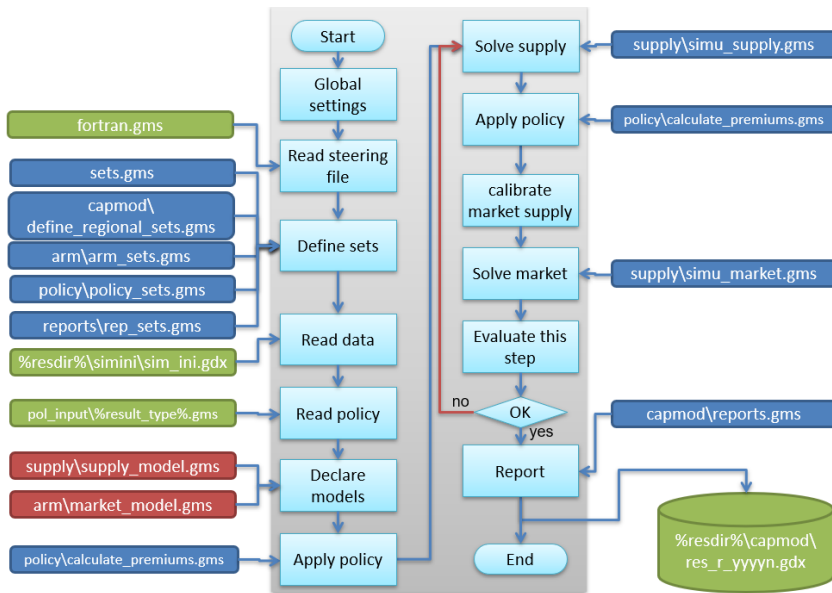 Start
Global
settings
fortran.gms
Read steering
file
sets.gms
capmod\
define_regional_sets.gms
arm\arm_sets.gms
policy\policy_sets.gms
reports\rep_sets.gms
Define sets
%resdir%\simini\sim_ini.gdx
Read data
pol_input\%result_type%.gms
Read policy
supply\supply_model.gms
arm\market_model.gms
Declare
models
policy\calculate_premiums.gms
Apply policy
Solve supply
supply\simu_supply.gms
Apply policy
policy\calculate_premiums.gms
calibrate
market supply
Solve market
supply\simu_market.gms
Evaluate this
step
no
OK
yes
capmod\reports.gms
Report
End
%resdir%\capmod\
res_r_yyyyn.gdx